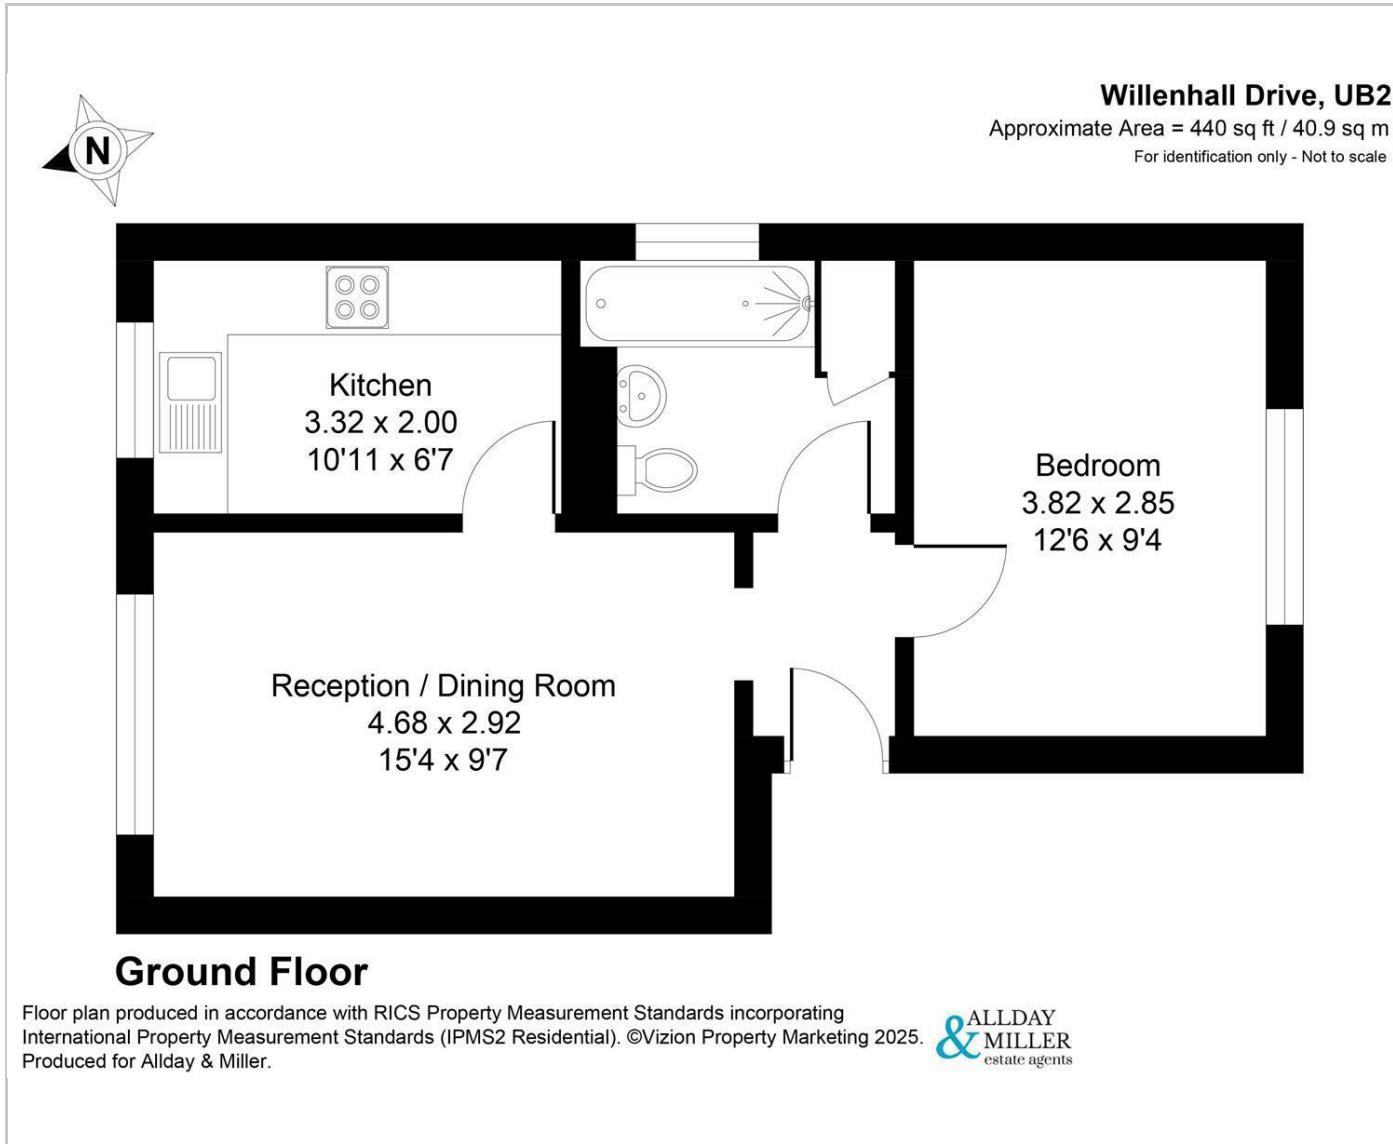 Willenhall Drive, UB2
Approximate Area = 440 sq ft / 40.9 sq m
For identification only - Not to scale
N
Kitchen
3.32 x 2.00
10'11 x 6'7
Bedroom
3.82 x 2.85
12'6 x 9'4
Reception / Dining Room
4.68 x 2.92
15'4 x 9'7
Ground Floor
Floor plan produced in accordance with RICS Property Measurement Standards incorporating
International Property Measurement Standards (IPMS2 Residential). ©Vizion Property Marketing 2025.
Produced for Allday & Miller.
ALLDAY
& MILLER
estate agents